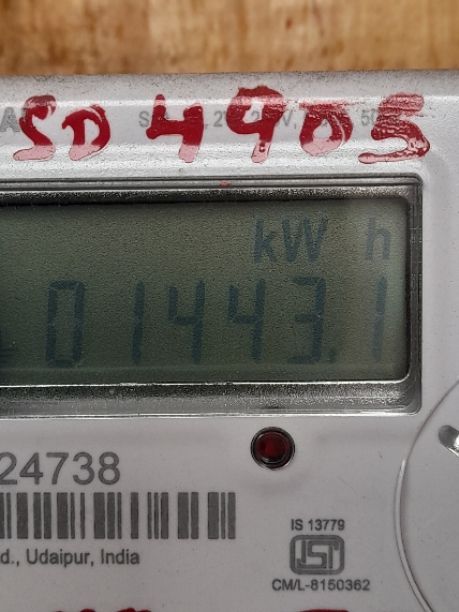 SD 4905
kW h
01443.1
24738
d., Udaipur, India
IS 13779
CM/L-8150362